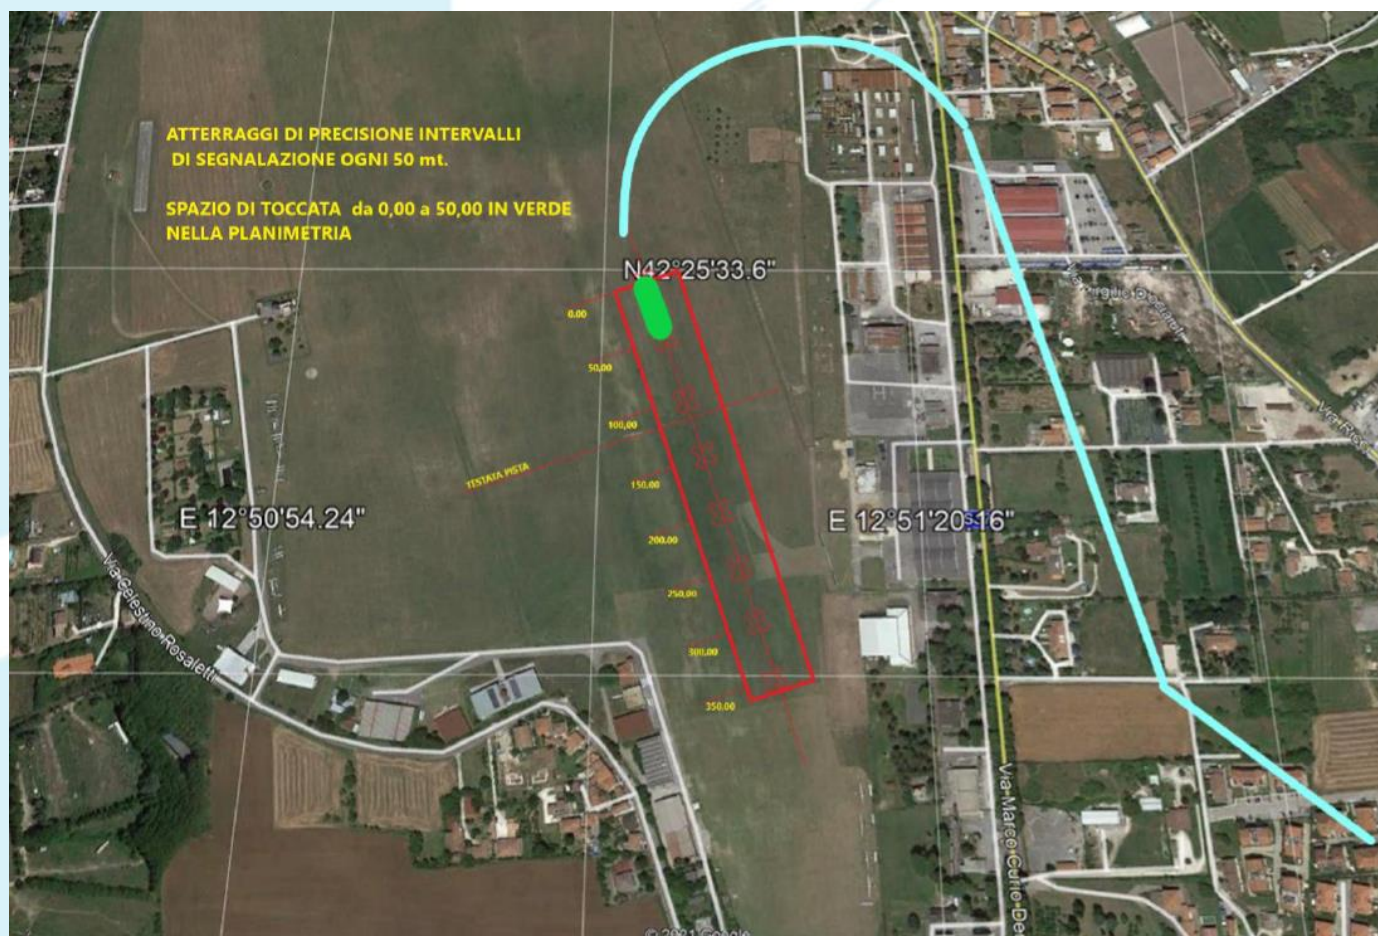 ATTERRAGGI DI PRECISIONE INTERVALLI
DI SEGNALAZIONE OGNI 50 mt.
SPAZIO DI TOCCATA da 0,00 a 50,00 IN VERDE
NELLA PLANIMETRIA
N42°25'33.6"
0.00
50,00
100,00
TESTATA PISTA
150.00
200.00
250,00
300.00
350.00
E 12°50'54.24"
E 12°51'20.16"
Via Celestino Rosaletti
Via Marco Curio De
© 2021 Google